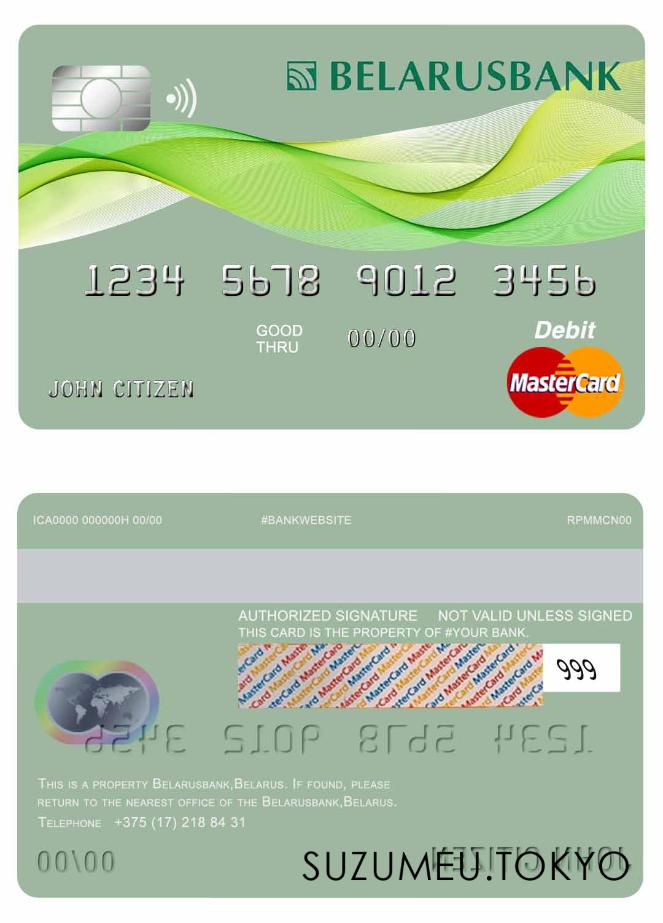 BELARUSBANK
1234 5678 9012 3456
GOOD
THRU
00/00
Debit
MasterCard
JOHN CITIZEN
ICA0000 000000H 00/00 #BANKWEBSITE RPMMCN00
AUTHORIZED SIGNATURE NOT VALID UNLESS SIGNED
THIS CARD IS THE PROPERTY OF #YOUR BANK.
MasterCard MasterCard MasterCard
999
THIS IS A PROPERTY BELARUSBANK,BELARUS. IF FOUND, PLEASE
RETURN TO THE NEAREST OFFICE OF THE BELARUSBANK,BELARUS.
TELEPHONE +375 (17) 218 84 31
00\00
SUZUMEU.TOKYO